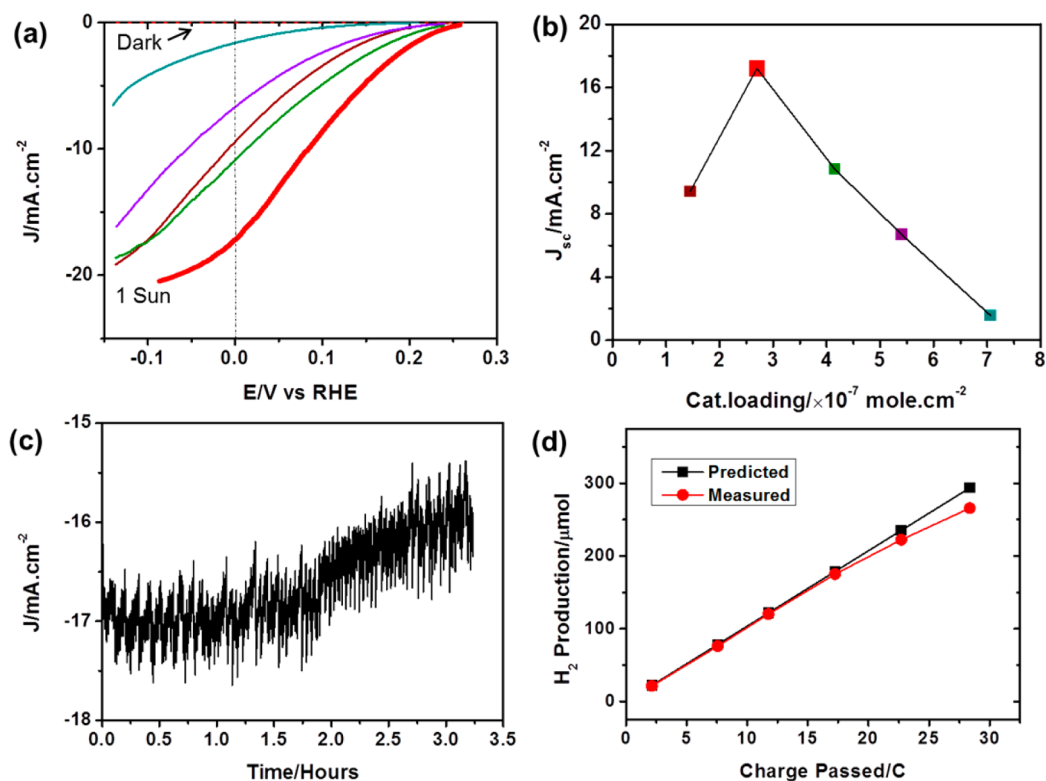 (a)
Dark
0
-10
-20
J/mA.cm-2
1 Sun
-0.1 0.0 0.1 0.2 0.3
E/V vs RHE
(b)
20
16
12
8
4
0
Jsc/mA.cm-2
0 1 2 3 4 5 6 7 8
Cat.loading/×10-7 mole.cm-2
(c)
-15
-16
-17
-18
J/mA.cm-2
0.0 0.5 1.0 1.5 2.0 2.5 3.0 3.5
Time/Hours
(d)
Predicted
Measured
300
200
100
0
H2 Production/μmol
0 5 10 15 20 25 30
Charge Passed/C